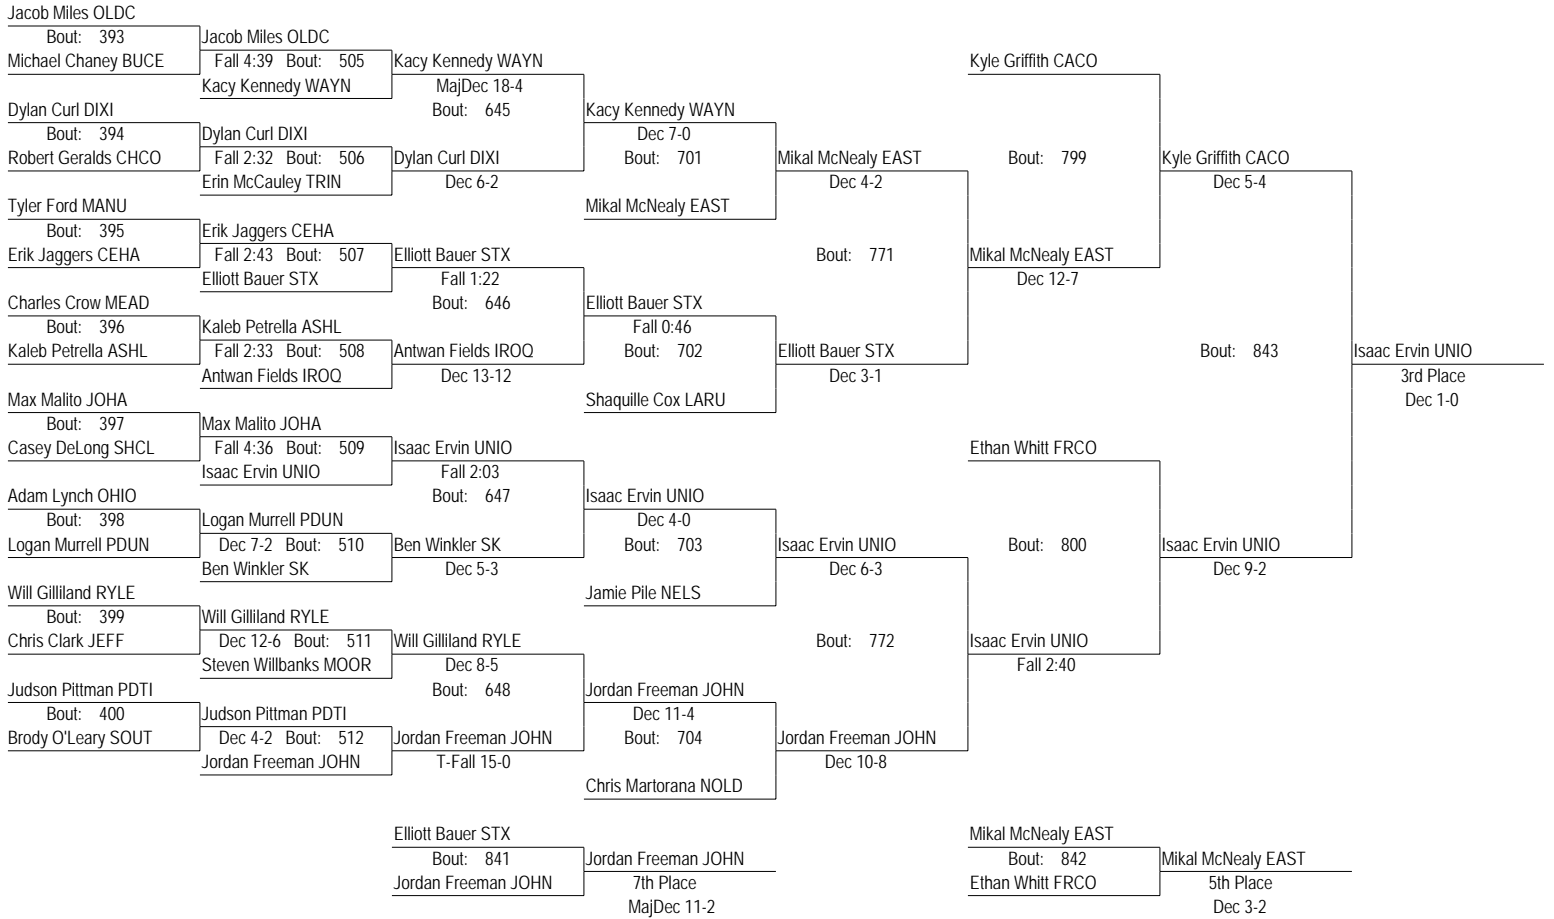 Jacob Miles OLDC
Bout: 393 Jacob Miles OLDC
Michael Chaney BUCE Fall 4:39 Bout: 505 Kacy Kennedy WAYN Kyle Griffith CACO
Kacy Kennedy WAYN MajDec 18-4
Dylan Curl DIXI Bout: 645 Kacy Kennedy WAYN
Bout: 394 Dylan Curl DIXI Dec 7-0
Robert Geralds CHCO Fall 2:32 Bout: 506 Dylan Curl DIXI Bout: 701 Mikal McNealy EAST Bout: 799 Kyle Griffith CACO
Erin McCauley TRIN Dec 6-2 Dec 4-2 Dec 5-4
Tyler Ford MANU Mikal McNealy EAST
Bout: 395 Erik Jaggers CEHA
Erik Jaggers CEHA Fall 2:43 Bout: 507 Elliott Bauer STX Bout: 771 Mikal McNealy EAST
Elliott Bauer STX Fall 1:22 Dec 12-7
Charles Crow MEAD Bout: 646 Elliott Bauer STX
Bout: 396 Kaleb Petrella ASHL Fall 0:46
Kaleb Petrella ASHL Fall 2:33 Bout: 508 Antwan Fields IROQ Bout: 702 Elliott Bauer STX Bout: 843 Isaac Ervin UNIO
Antwan Fields IROQ Dec 13-12 Dec 3-1 3rd Place
Max Malito JOHA Shaquille Cox LARU Dec 1-0
Bout: 397 Max Malito JOHA
Casey DeLong SHCL Fall 4:36 Bout: 509 Isaac Ervin UNIO Ethan Whitt FRCO
Isaac Ervin UNIO Fall 2:03
Adam Lynch OHIO Bout: 647 Isaac Ervin UNIO
Bout: 398 Logan Murrell PDUN Dec 4-0
Logan Murrell PDUN Dec 7-2 Bout: 510 Ben Winkler SK Bout: 703 Isaac Ervin UNIO Bout: 800 Isaac Ervin UNIO
Ben Winkler SK Dec 5-3 Dec 6-3 Dec 9-2
Will Gilliland RYLE Jamie Pile NELS
Bout: 399 Will Gilliland RYLE
Chris Clark JEFF Dec 12-6 Bout: 511 Will Gilliland RYLE Bout: 772 Isaac Ervin UNIO
Steven Willbanks MOOR Dec 8-5 Fall 2:40
Judson Pittman PDTI Bout: 648 Jordan Freeman JOHN
Bout: 400 Judson Pittman PDTI Dec 11-4
Brody O'Leary SOUT Dec 4-2 Bout: 512 Jordan Freeman JOHN Bout: 704 Jordan Freeman JOHN
Jordan Freeman JOHN T-Fall 15-0 Dec 10-8
Chris Martorana NOLD
Elliott Bauer STX Mikal McNealy EAST
Bout: 841 Jordan Freeman JOHN Bout: 842 Mikal McNealy EAST
Jordan Freeman JOHN 7th Place Ethan Whitt FRCO 5th Place
MajDec 11-2 Dec 3-2